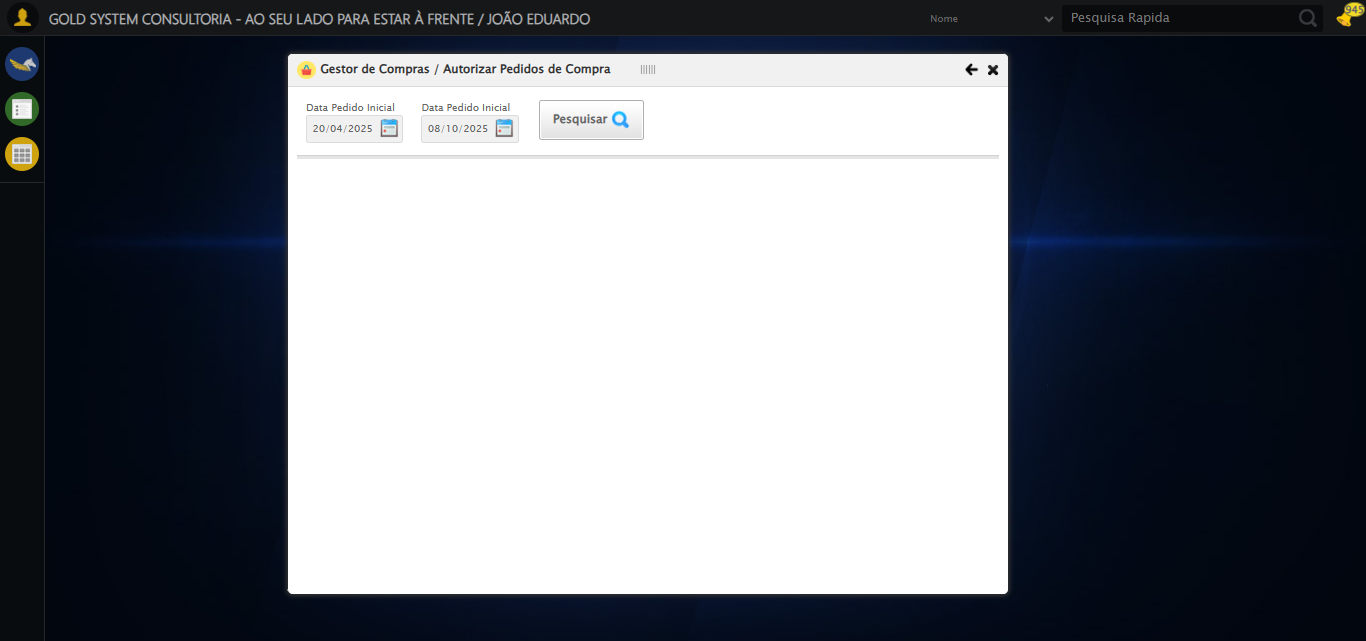 GOLD SYSTEM CONSULTORIA - AO SEU LADO PARA ESTAR À FRENTE / JOÃO EDUARDO
Nome
Pesquisa Rapida
945
Gestor de Compras / Autorizar Pedidos de Compra
Data Pedido Inicial
Data Pedido Inicial
20/04/2025
08/10/2025
Pesquisar